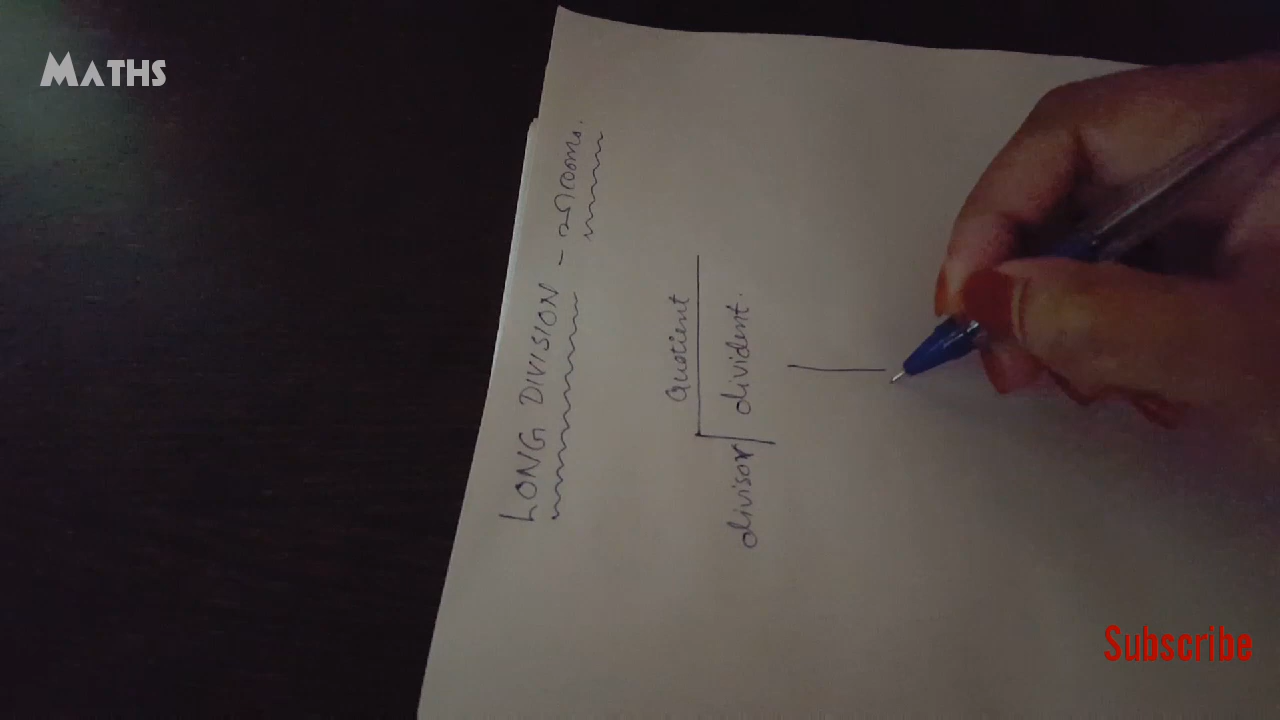 MATHS
LONG DIVISION -
Quotient
divisor divident.
Subscribe